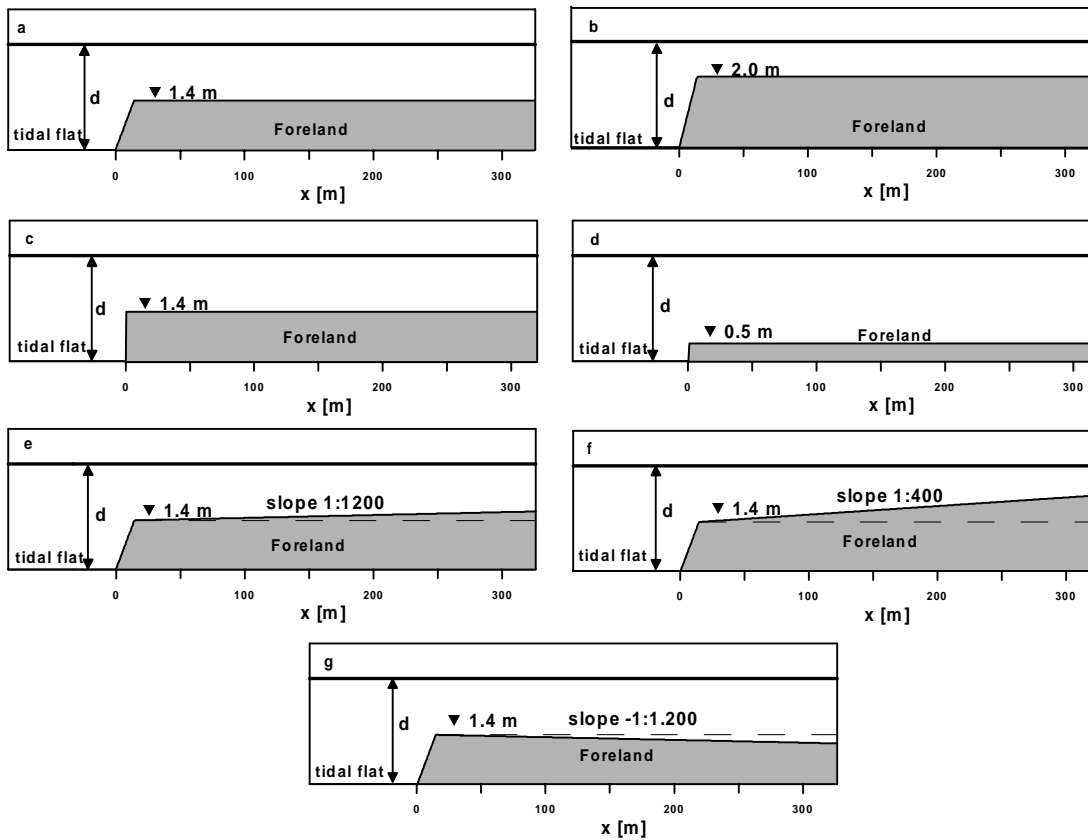 a
d
▼ 1.4 m
tidal flat
Foreland
0 100 200 300
x [m]
b
d
▼ 2.0 m
tidal flat
Foreland
0 100 200 300
x [m]
c
d
▼ 1.4 m
tidal flat
Foreland
0 100 200 300
x [m]
d
d
▼ 0.5 m
Foreland
tidal flat
0 100 200 300
x [m]
e
d
slope 1:1200
▼ 1.4 m
tidal flat
Foreland
0 100 200 300
x [m]
f
d
slope 1:400
▼ 1.4 m
tidal flat
Foreland
0 100 200 300
x [m]
g
d
▼ 1.4 m slope -1:1.200
Foreland
tidal flat
0 100 200 300
x [m]